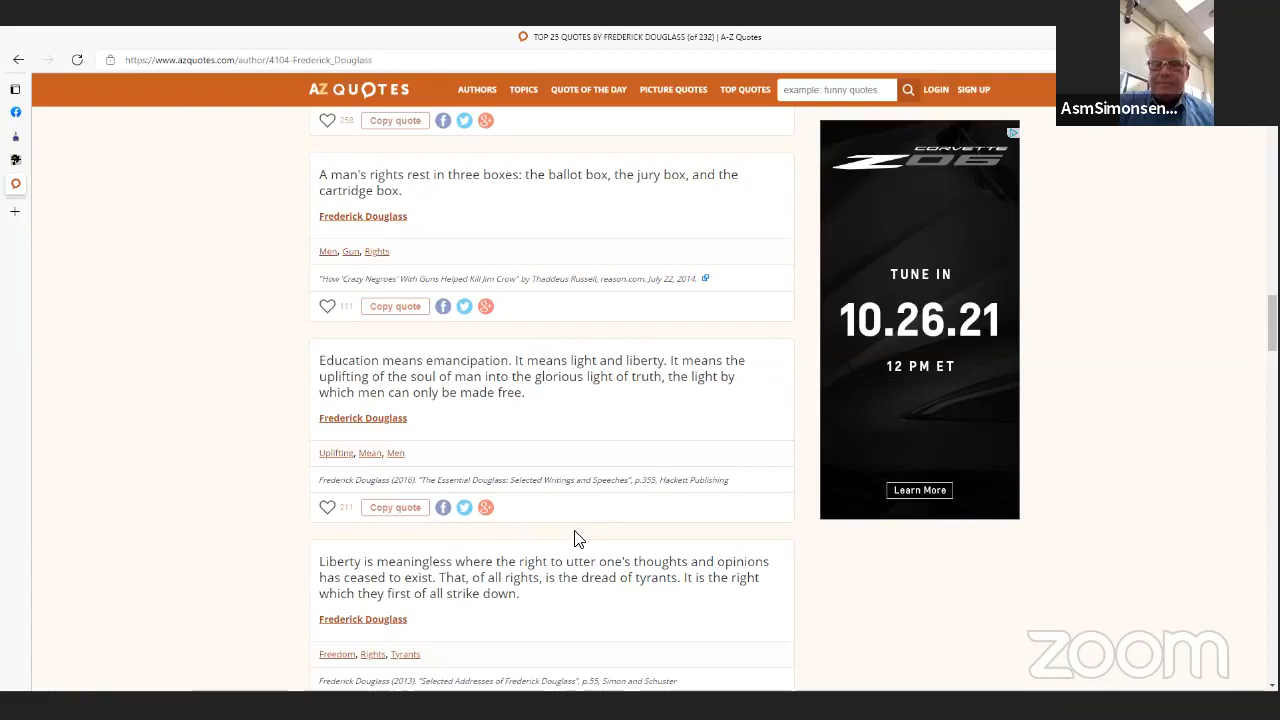 TOP 25 QUOTES BY FREDERICK DOUGLASS (of 232) | A-Z Quotes
https://www.azquotes.com/author/4104-Frederick_Douglass
AZ QUOTES AUTHORS TOPICS QUOTE OF THE DAY PICTURE QUOTES TOP QUOTES example: funny quotes LOGIN SIGN UP
AsmSimonsen...
258 Copy quote
A man's rights rest in three boxes: the ballot box, the jury box, and the
cartridge box.
Frederick Douglass
Men, Gun, Rights
"How 'Crazy Negroes' With Guns Helped Kill Jim Crow" by Thaddeus Russell, reason.com. July 22, 2014.
111 Copy quote
Education means emancipation. It means light and liberty. It means the
uplifting of the soul of man into the glorious light of truth, the light by
which men can only be made free.
Frederick Douglass
Uplifting, Mean, Men
Frederick Douglass (2016). "The Essential Douglass: Selected Writings and Speeches", p.355, Hackett Publishing
211 Copy quote
Liberty is meaningless where the right to utter one's thoughts and opinions
has ceased to exist. That, of all rights, is the dread of tyrants. It is the right
which they first of all strike down.
Frederick Douglass
Freedom, Rights, Tyrants
Frederick Douglass (2013). "Selected Addresses of Frederick Douglass", p.55, Simon and Schuster
CORVETTE
Z06
TUNE IN
10.26.21
12 PM ET
Learn More
zoom